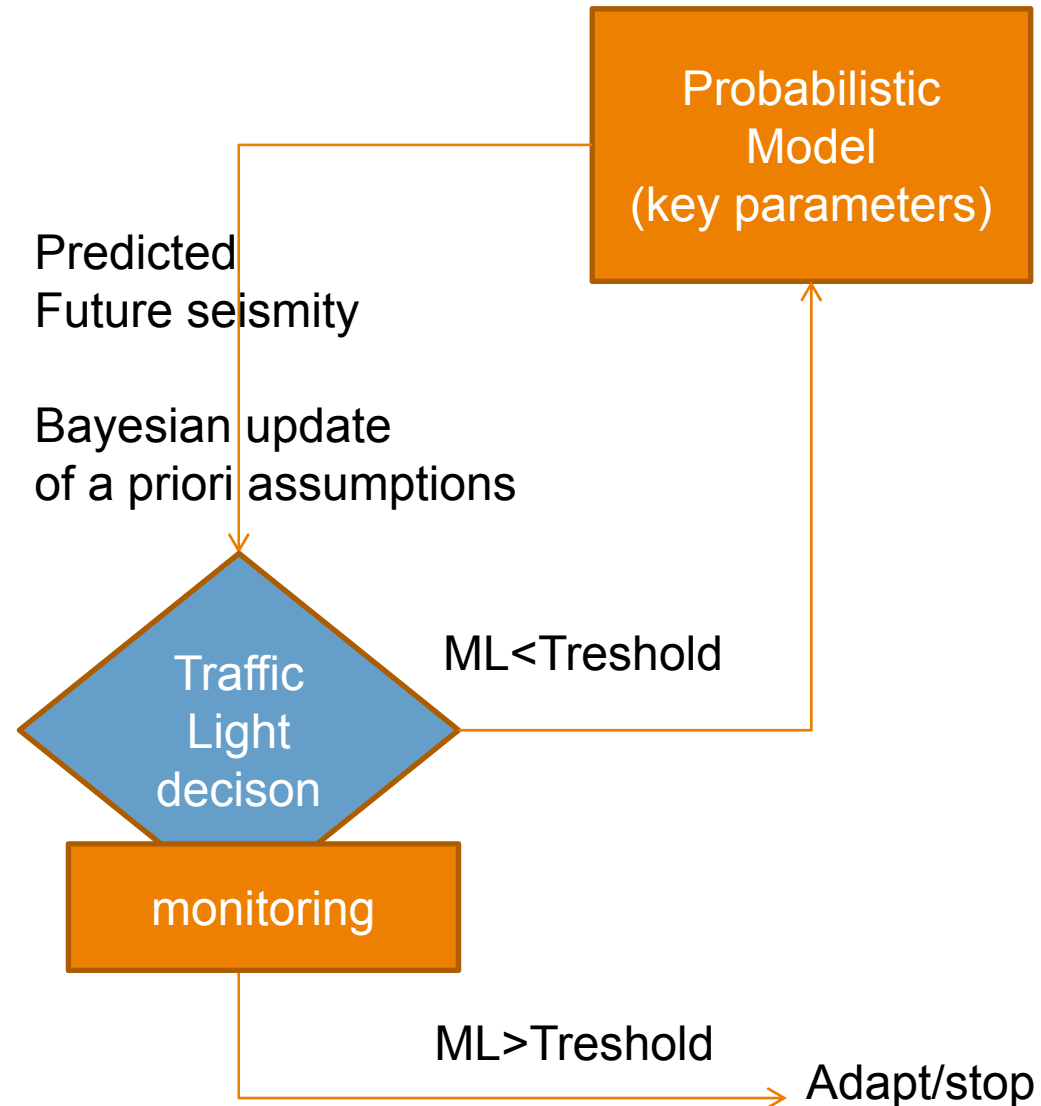 Probabilistic
Model
(key parameters)
Predicted
Future seismity
Bayesian update
of a priori assumptions
ML<Treshold
Traffic
Light
decison
monitoring
ML>Treshold
Adapt/stop